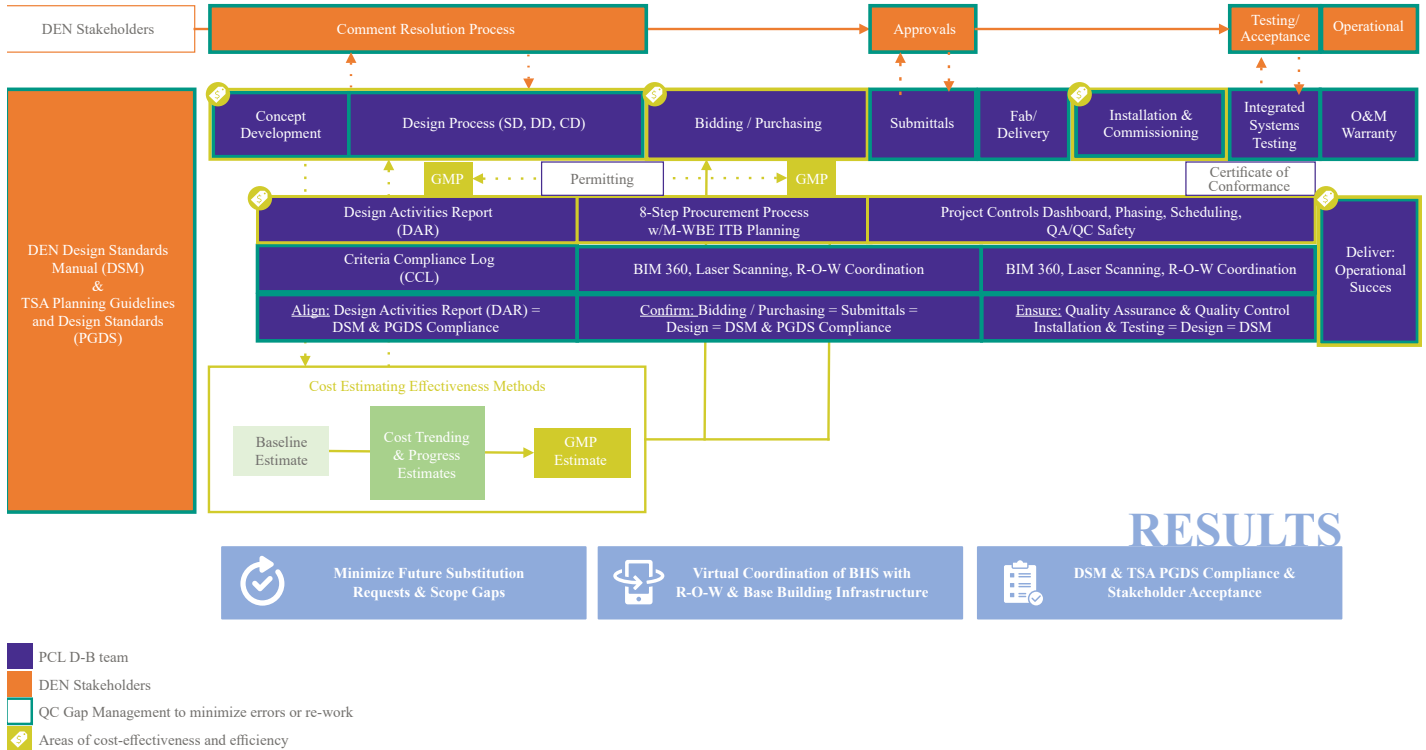 DEN Stakeholders
Comment Resolution Process
Approvals
Testing/
Acceptance
Operational
Concept
Development
Design Process (SD, DD, CD)
Bidding / Purchasing
Submittals
Fab/
Delivery
Installation &
Commissioning
Integrated
Systems
Testing
O&M
Warranty
GMP
Permitting
GMP
Certificate of
Conformance
DEN Design Standards
Manual (DSM)
&
TSA Planning Guidelines
and Design Standards
(PGDS)
Design Activities Report
(DAR)
8-Step Procurement Process
w/M-WBE ITB Planning
Project Controls Dashboard, Phasing, Scheduling,
QA/QC Safety
Criteria Compliance Log
(CCL)
BIM 360, Laser Scanning, R-O-W Coordination
BIM 360, Laser Scanning, R-O-W Coordination
Align: Design Activities Report (DAR) =
DSM & PGDS Compliance
Confirm: Bidding / Purchasing = Submittals =
Design = DSM & PGDS Compliance
Ensure: Quality Assurance & Quality Control
Installation & Testing = Design = DSM
Deliver:
Operational
Succes
Cost Estimating Effectiveness Methods
Baseline
Estimate
Cost Trending
& Progress
Estimates
GMP
Estimate
RESULTS
Minimize Future Substitution
Requests & Scope Gaps
Virtual Coordination of BHS with
R-O-W & Base Building Infrastructure
DSM & TSA PGDS Compliance &
Stakeholder Acceptance
PCL D-B team
DEN Stakeholders
QC Gap Management to minimize errors or re-work
Areas of cost-effectiveness and efficiency